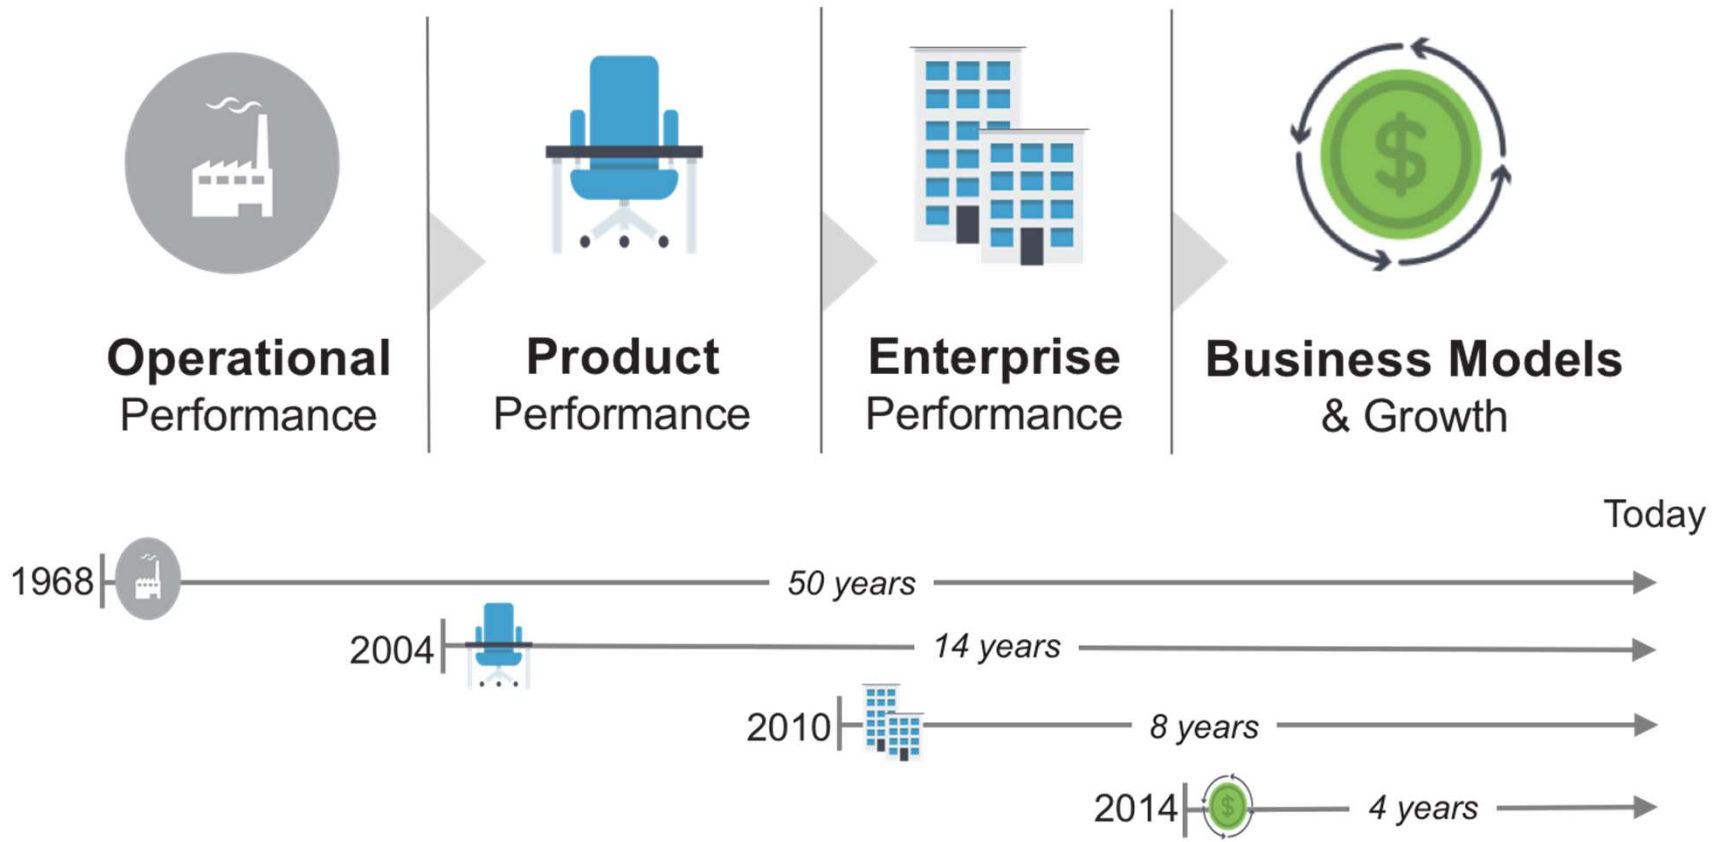 Operational
Performance
Product
Performance
Enterprise
Performance
Business Models
& Growth
Today
1968
50 years
2004
14 years
2010
8 years
2014
4 years